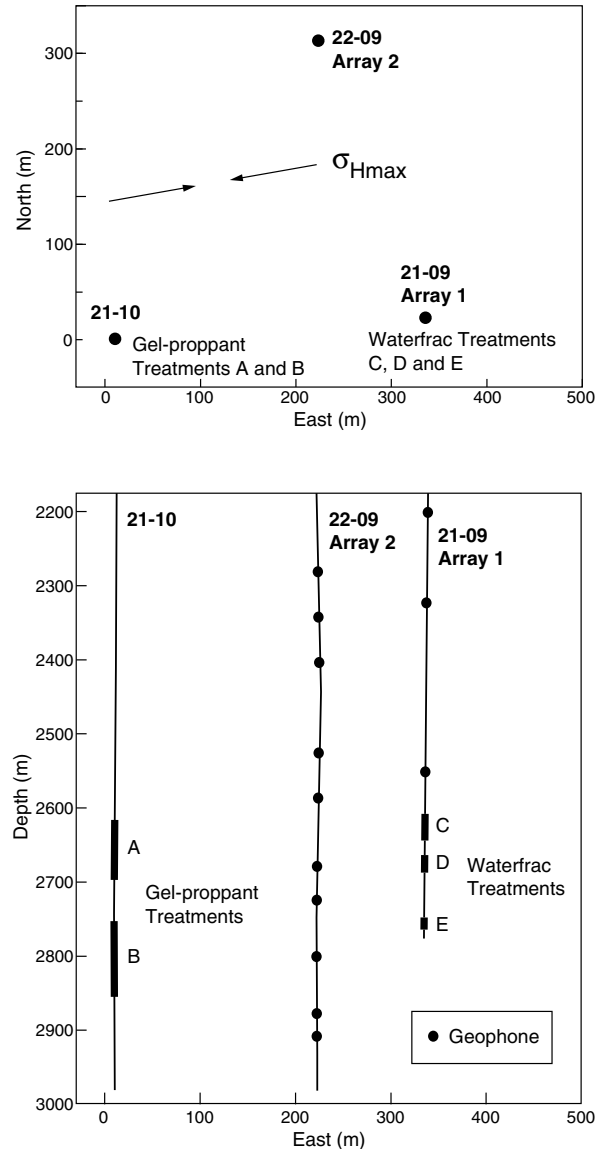 300
200
100
0
North (m)
22-09
Array 2
σHmax
21-09
Array 1
21-10
Gel-proppant
Treatments A and B
Waterfrac Treatments
C, D and E
0 100 200 300 400 500
East (m)
2200
2300
2400
2500
2600
2700
2800
2900
3000
Depth (m)
21-10
22-09
Array 2
21-09
Array 1
A
B
Gel-proppant
Treatments
C
D
E
Waterfrac
Treatments
Geophone
0 100 200 300 400 500
East (m)